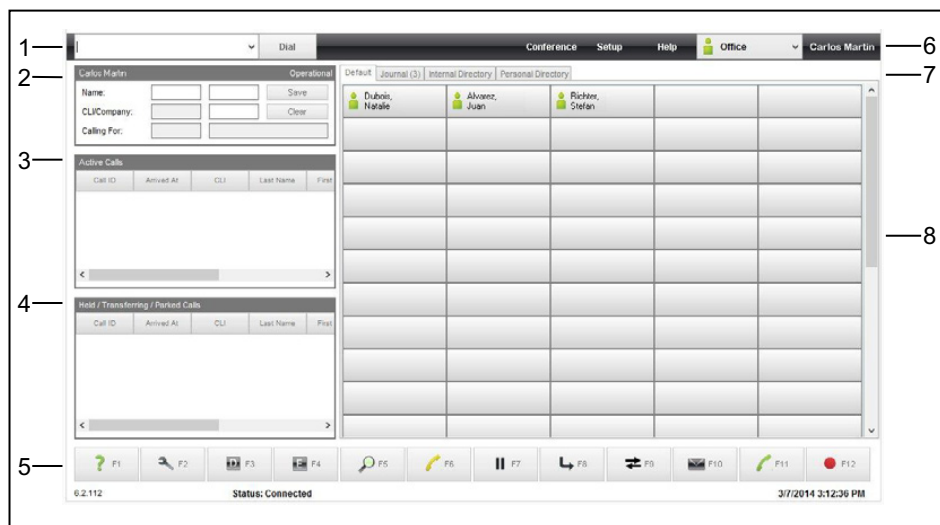 1
Dial
Conference Setup Help Office Carlos Martin
6
2
Carlos Martin Operational
Name: Save
CLI/Company: Clear
Calling For:
Default Journal (3) Internal Directory Personal Directory
7
Dubois, Natalie
Alvarez, Juan
Richter, Stefan
3
Active Calls
Call ID Arrived At CLI Last Name First
8
4
Held / Transferring / Parked Calls
Call ID Arrived At CLI Last Name First
5
F1 F2 F3 F4 F5 F6 F7 F8 F9 F10 F11 F12
6.2.112 Status: Connected 3/7/2014 3:12:36 PM